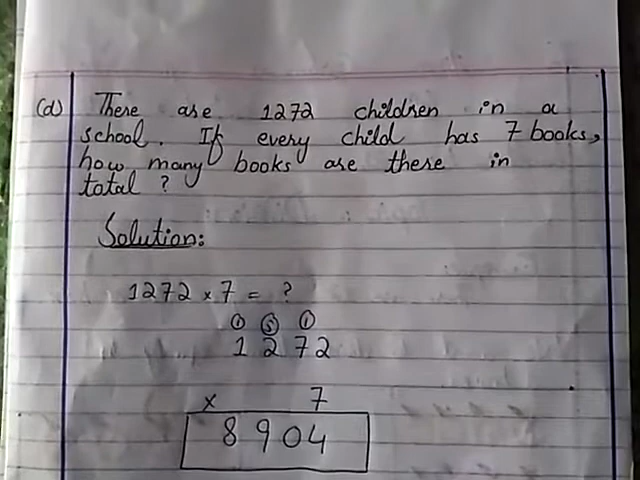 (d) There are 1272 children in a
school. If every child has 7 books,
how many books are there in
total ?
Solution:
1272 × 7 = ?
① ⑤ ①
1 2 7 2
× 7
8 9 0 4